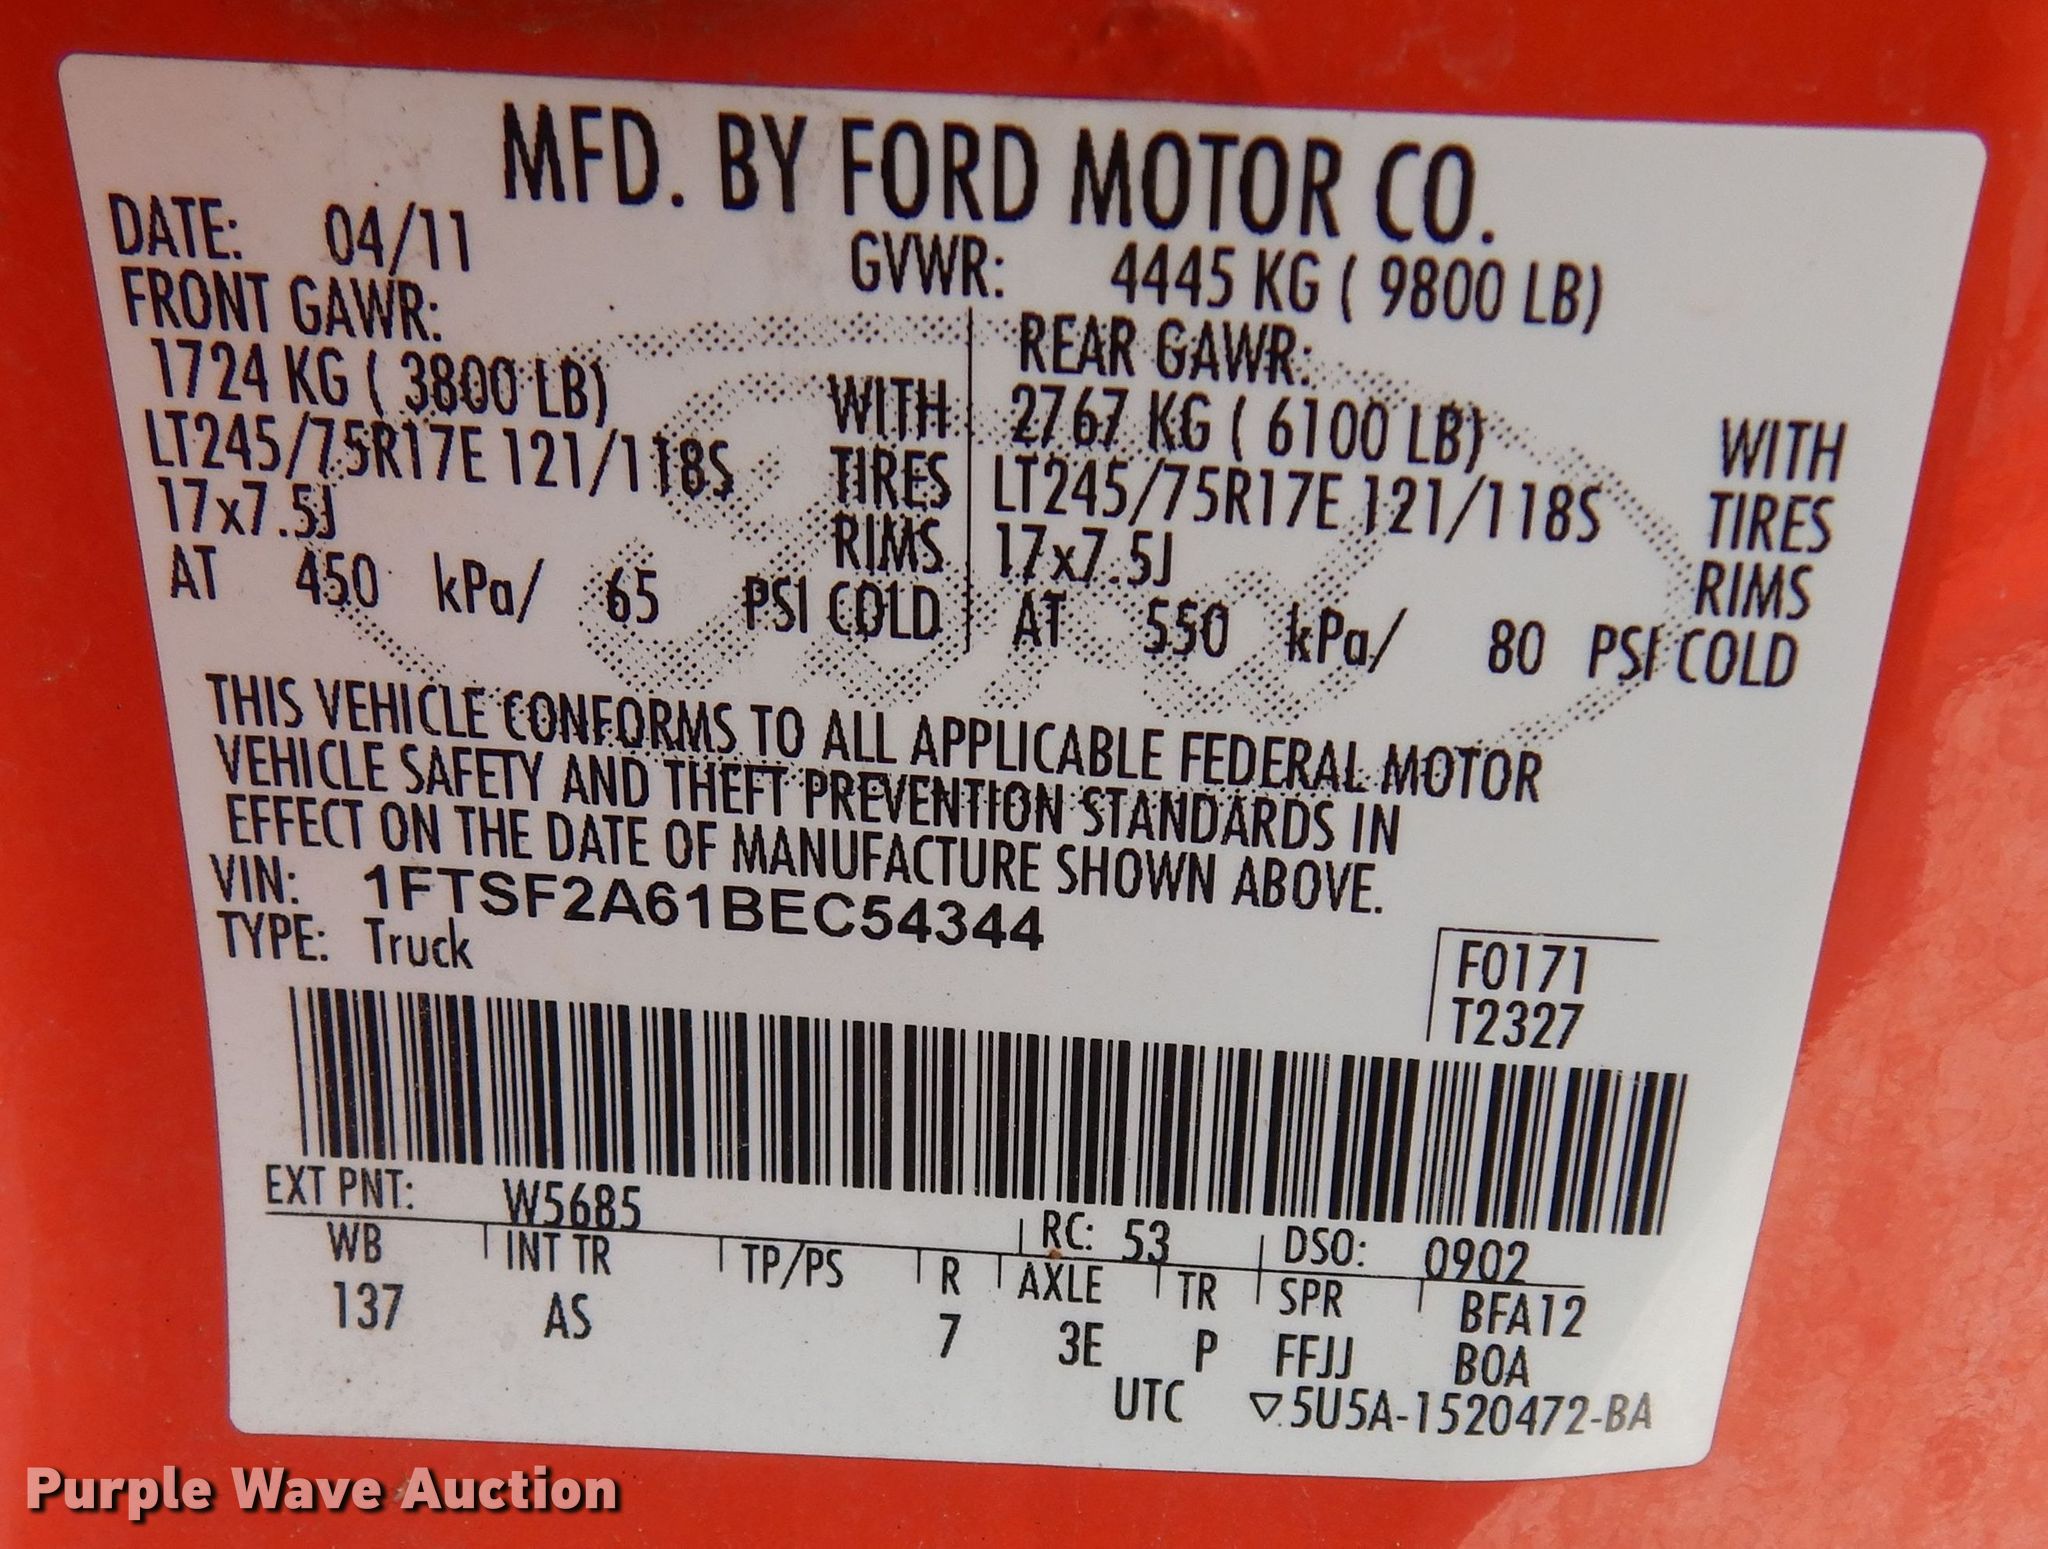 MFD. BY FORD MOTOR CO.
DATE: 04/11 GVWR: 4445 KG ( 9800 LB)
FRONT GAWR: REAR GAWR:
1724 KG ( 3800 LB) WITH 2767 KG ( 6100 LB) WITH
LT245/75R17E 121/118S TIRES LT245/75R17E 121/118S TIRES
17x7.5J RIMS 17x7.5J RIMS
AT 450 kPa/ 65 PSI COLD AT 550 kPa/ 80 PSI COLD
THIS VEHICLE CONFORMS TO ALL APPLICABLE FEDERAL MOTOR
VEHICLE SAFETY AND THEFT PREVENTION STANDARDS IN
EFFECT ON THE DATE OF MANUFACTURE SHOWN ABOVE.
VIN: 1FTSF2A61BEC54344
TYPE: Truck
F0171
T2327
EXT PNT: W5685 RC: 53 DSO: 0902
WB INT TR TP/PS R AXLE TR SPR BFA12
137 AS 7 3E P FFJJ BOA
UTC ▽5U5A-1520472-BA
Purple Wave Auction